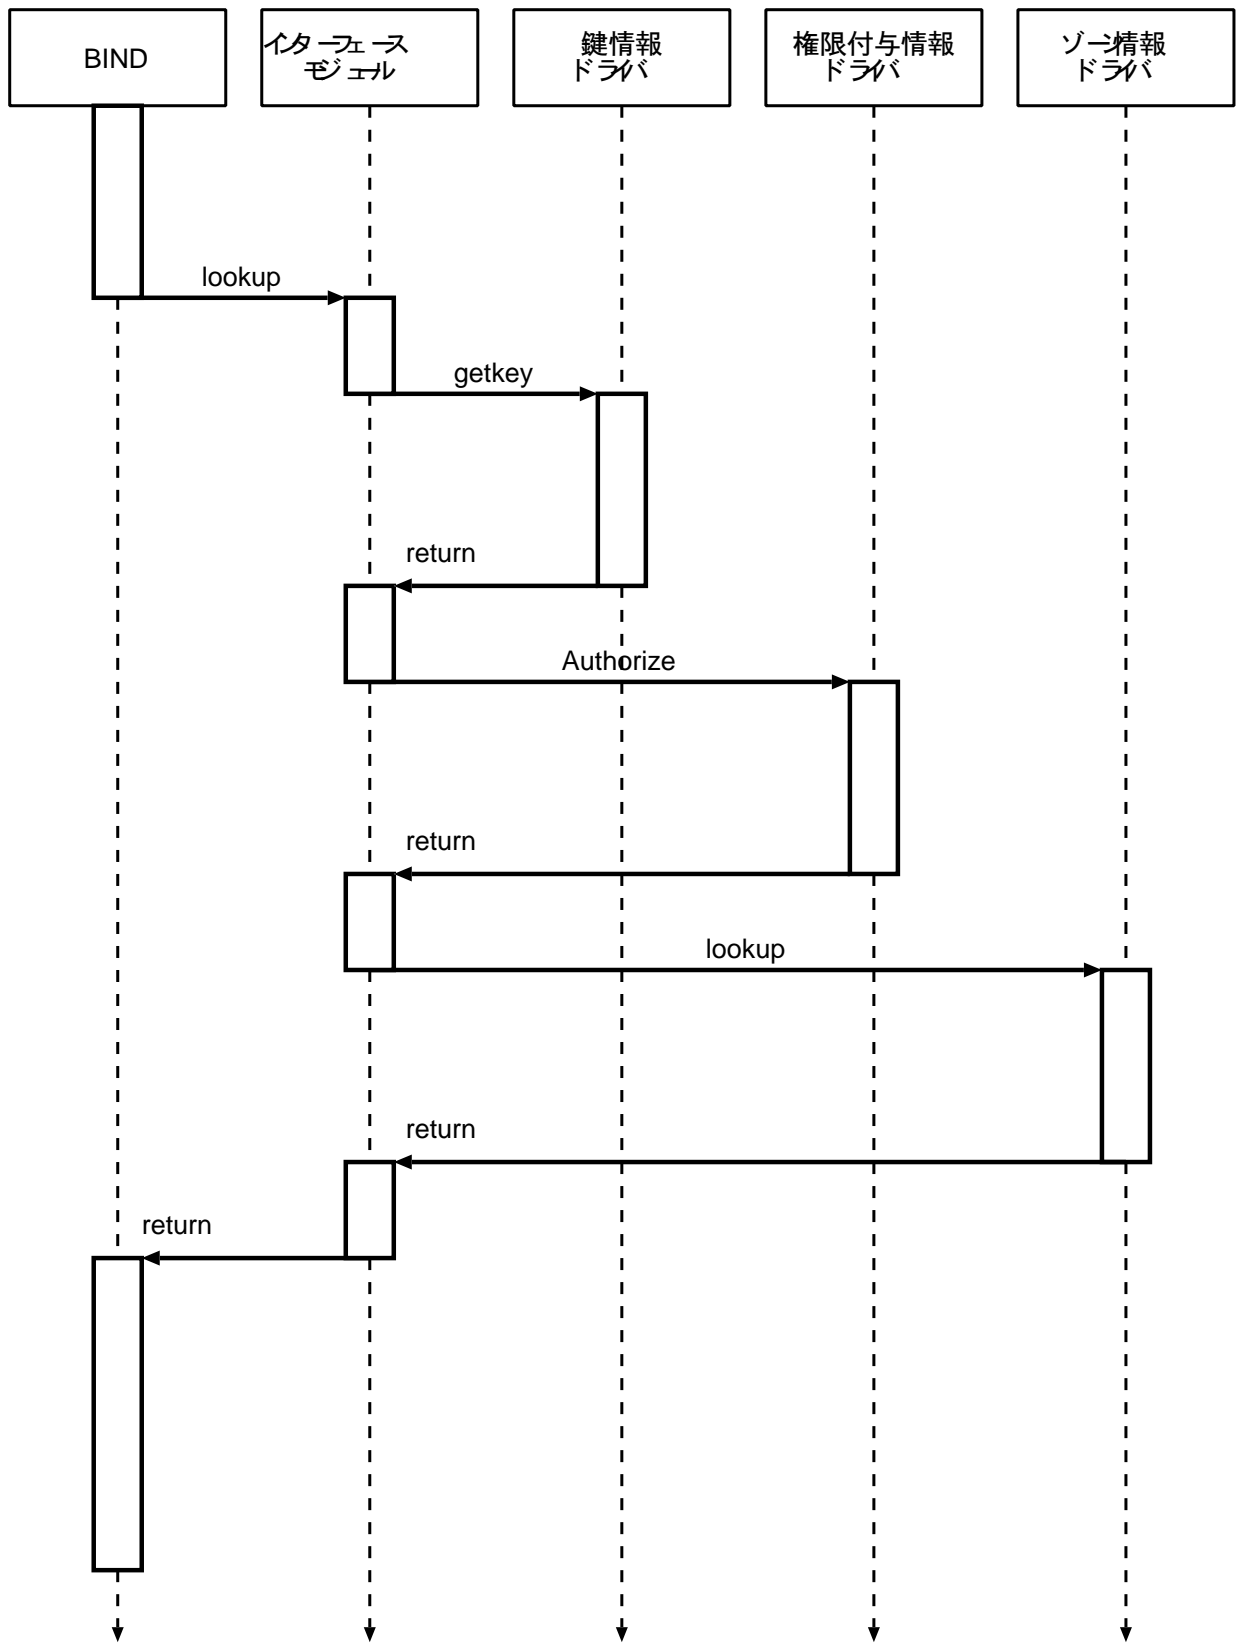 BIND
インターフェース
モジュール
鍵情報
ドライバ
権限付与情報
ドライバ
ゾーン情報
ドライバ
lookup
getkey
return
Authorize
return
lookup
return
return